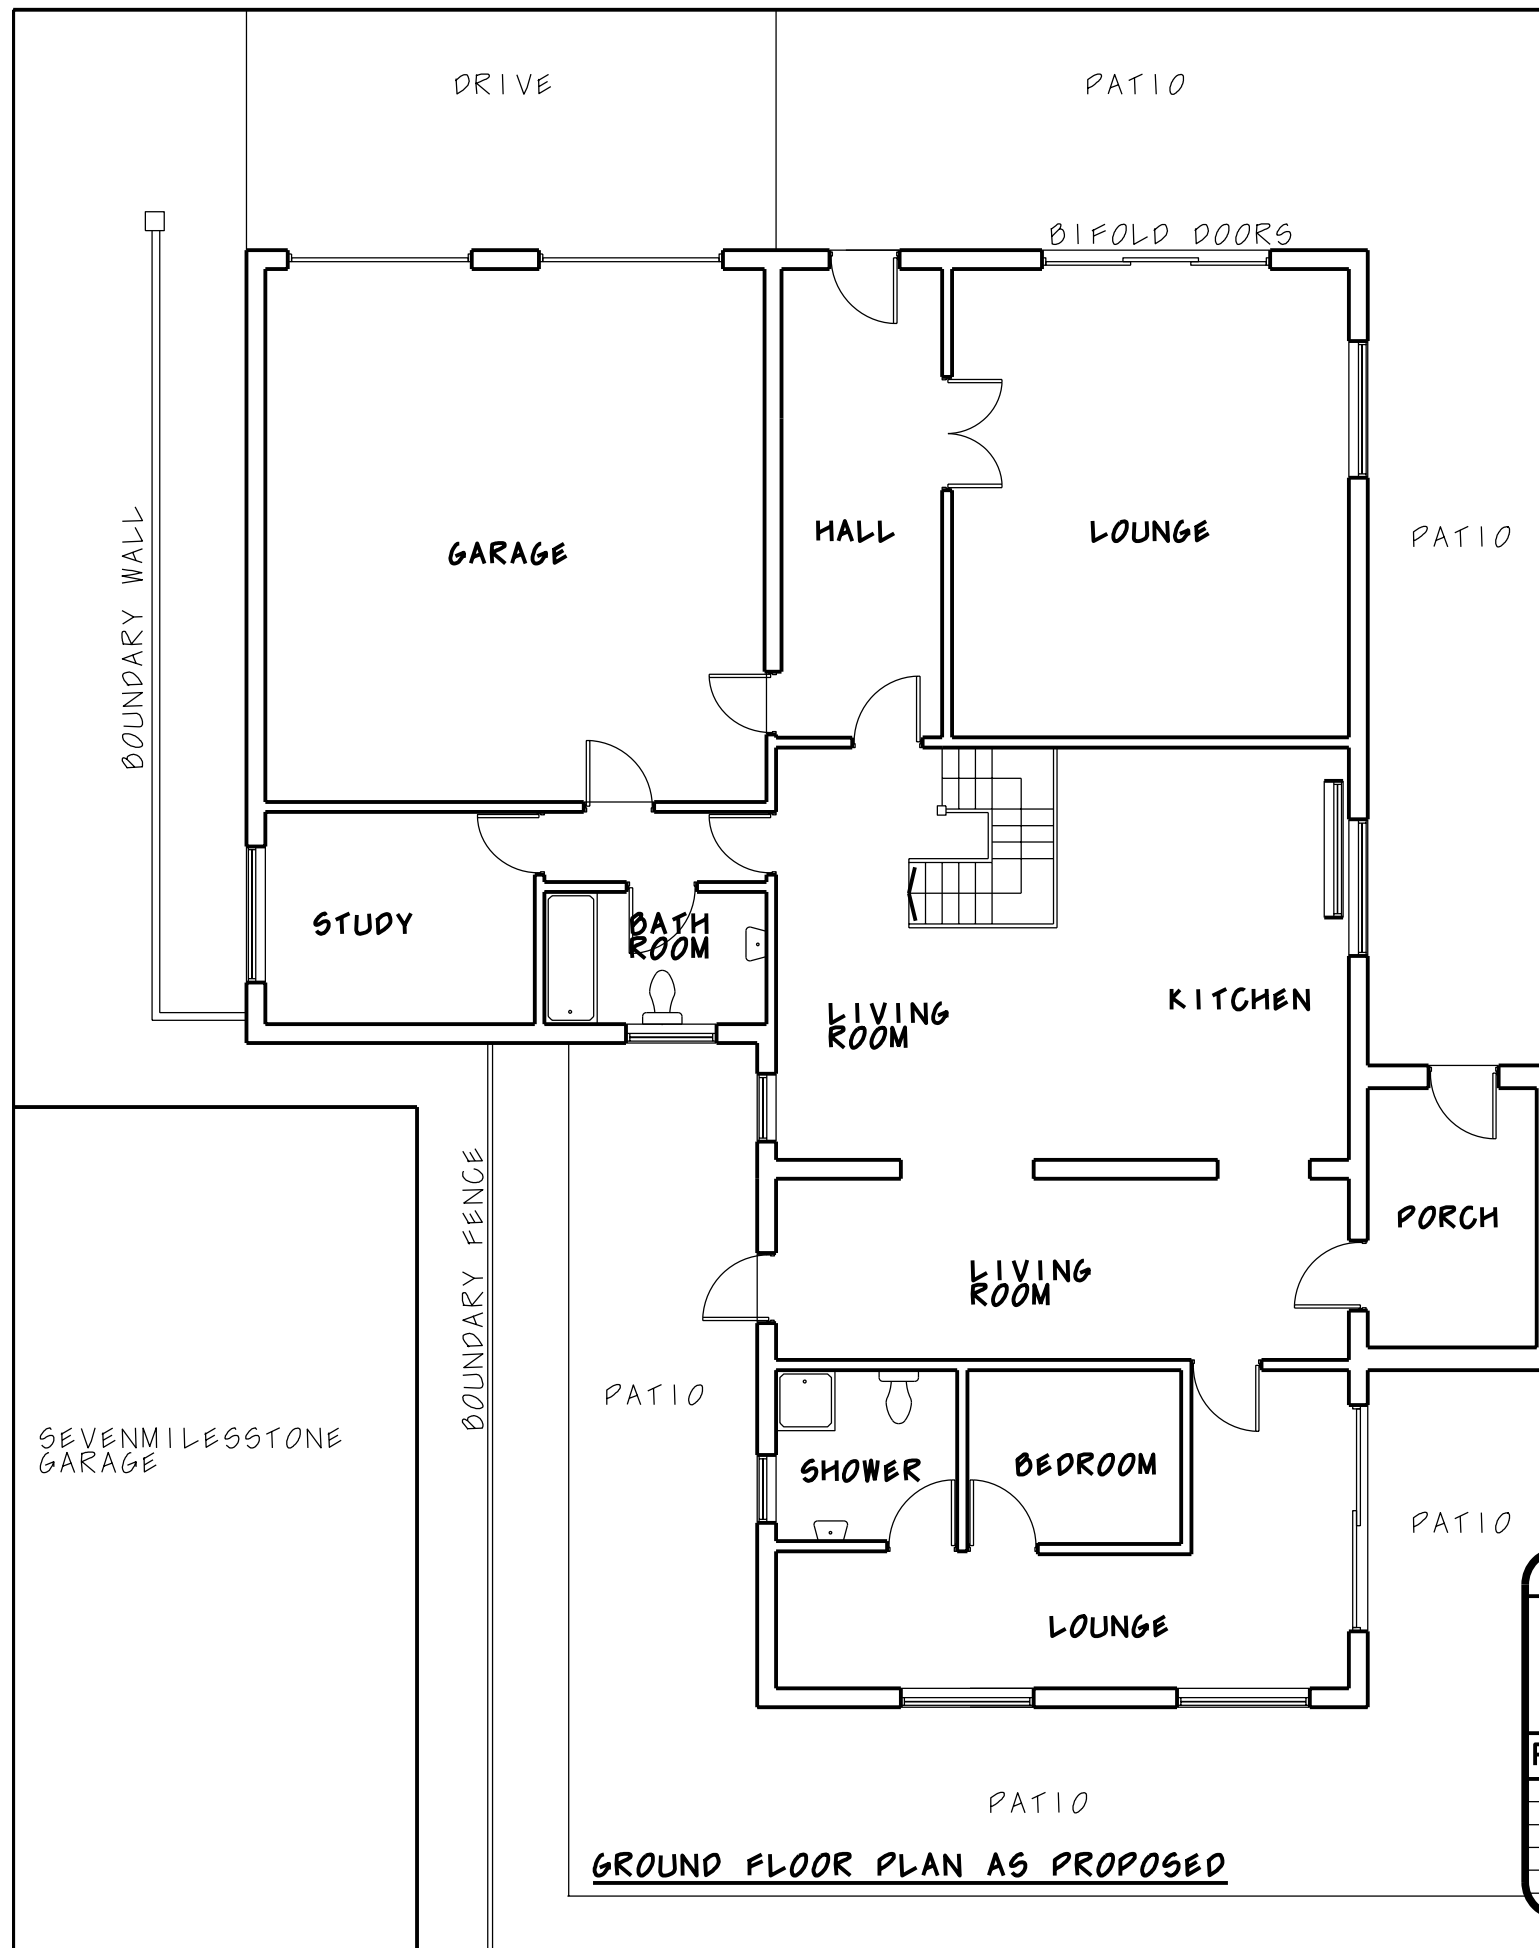 DRIVE
PATIO
BIFOLD DOORS
BOUNDARY WALL
GARAGE
HALL
LOUNGE
PATIO
STUDY
BATH
ROOM
LIVING
ROOM
KITCHEN
PORCH
BOUNDARY FENCE
LIVING
ROOM
PATIO
SEVENMILESSTONE
GARAGE
SHOWER
BEDROOM
PATIO
LOUNGE
PATIO
GROUND FLOOR PLAN AS PROPOSED